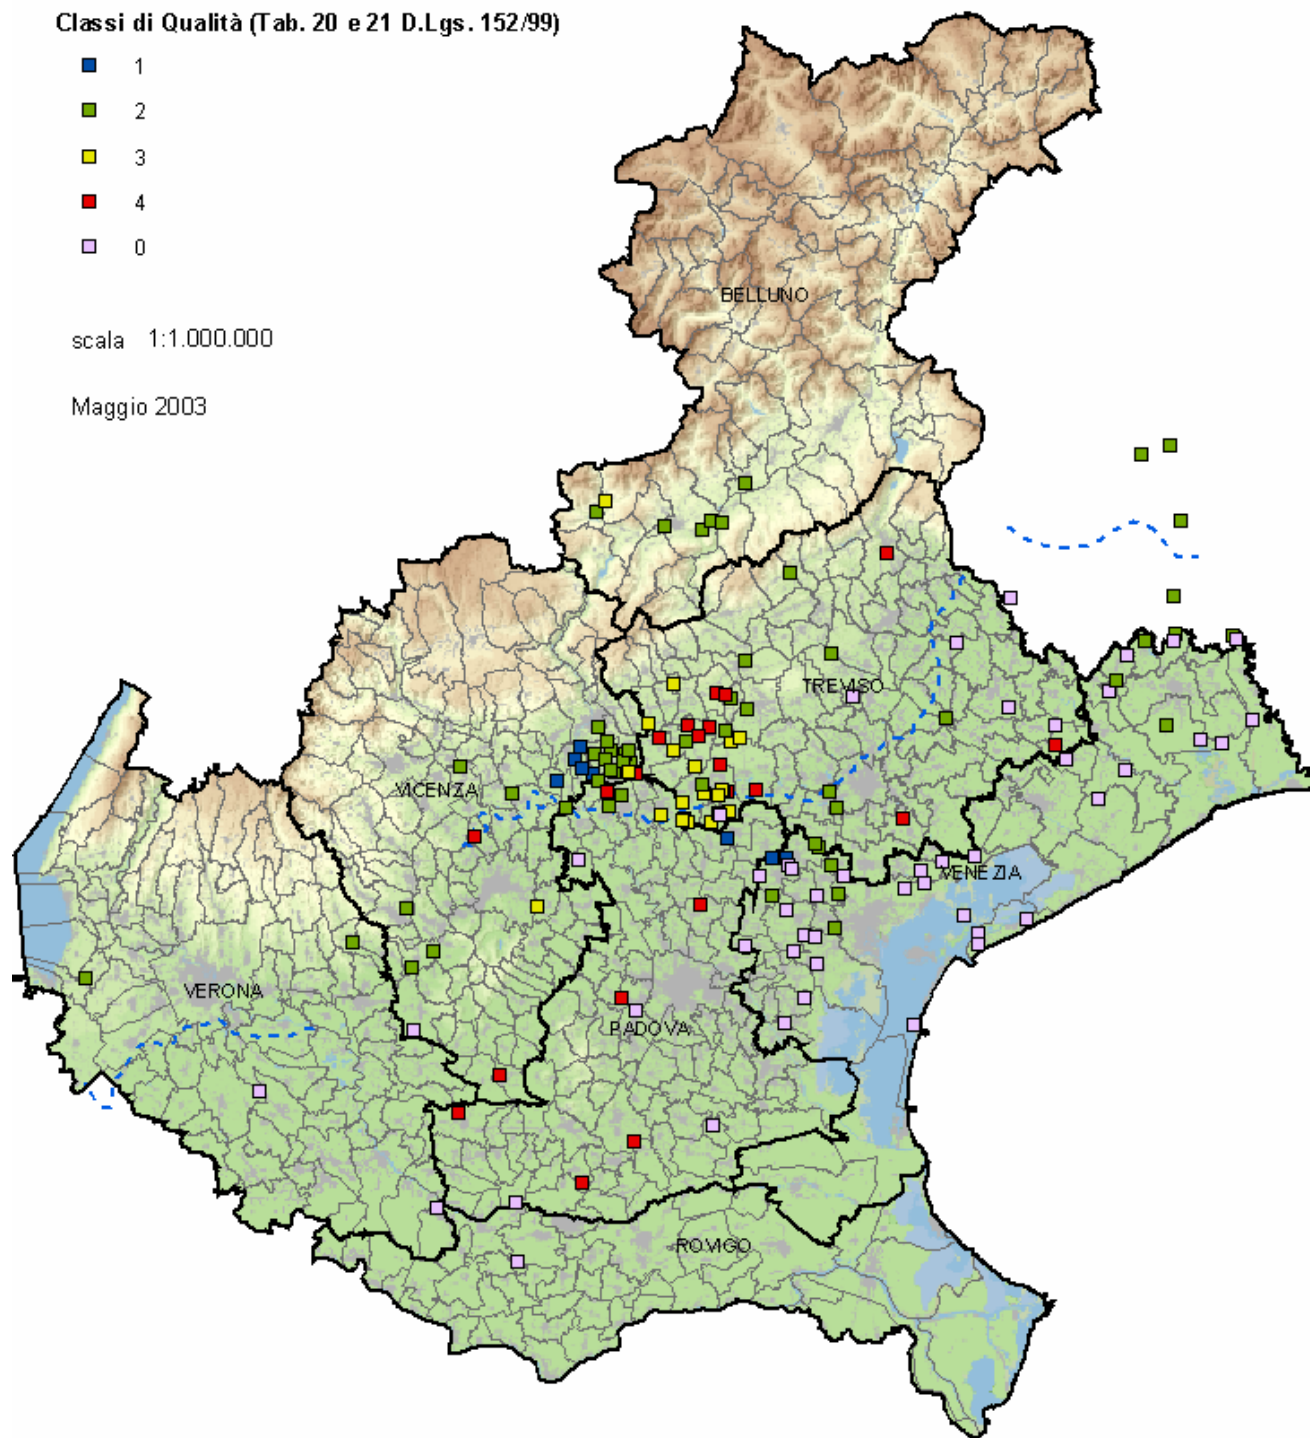 Classi di Qualità (Tab. 20 e 21 D.Lgs. 152/99)
1
2
3
4
0
scala 1:1.000.000
Maggio 2003
BELLUNO
TREVISO
VICENZA
VENEZIA
VERONA
PADOVA
ROVIGO